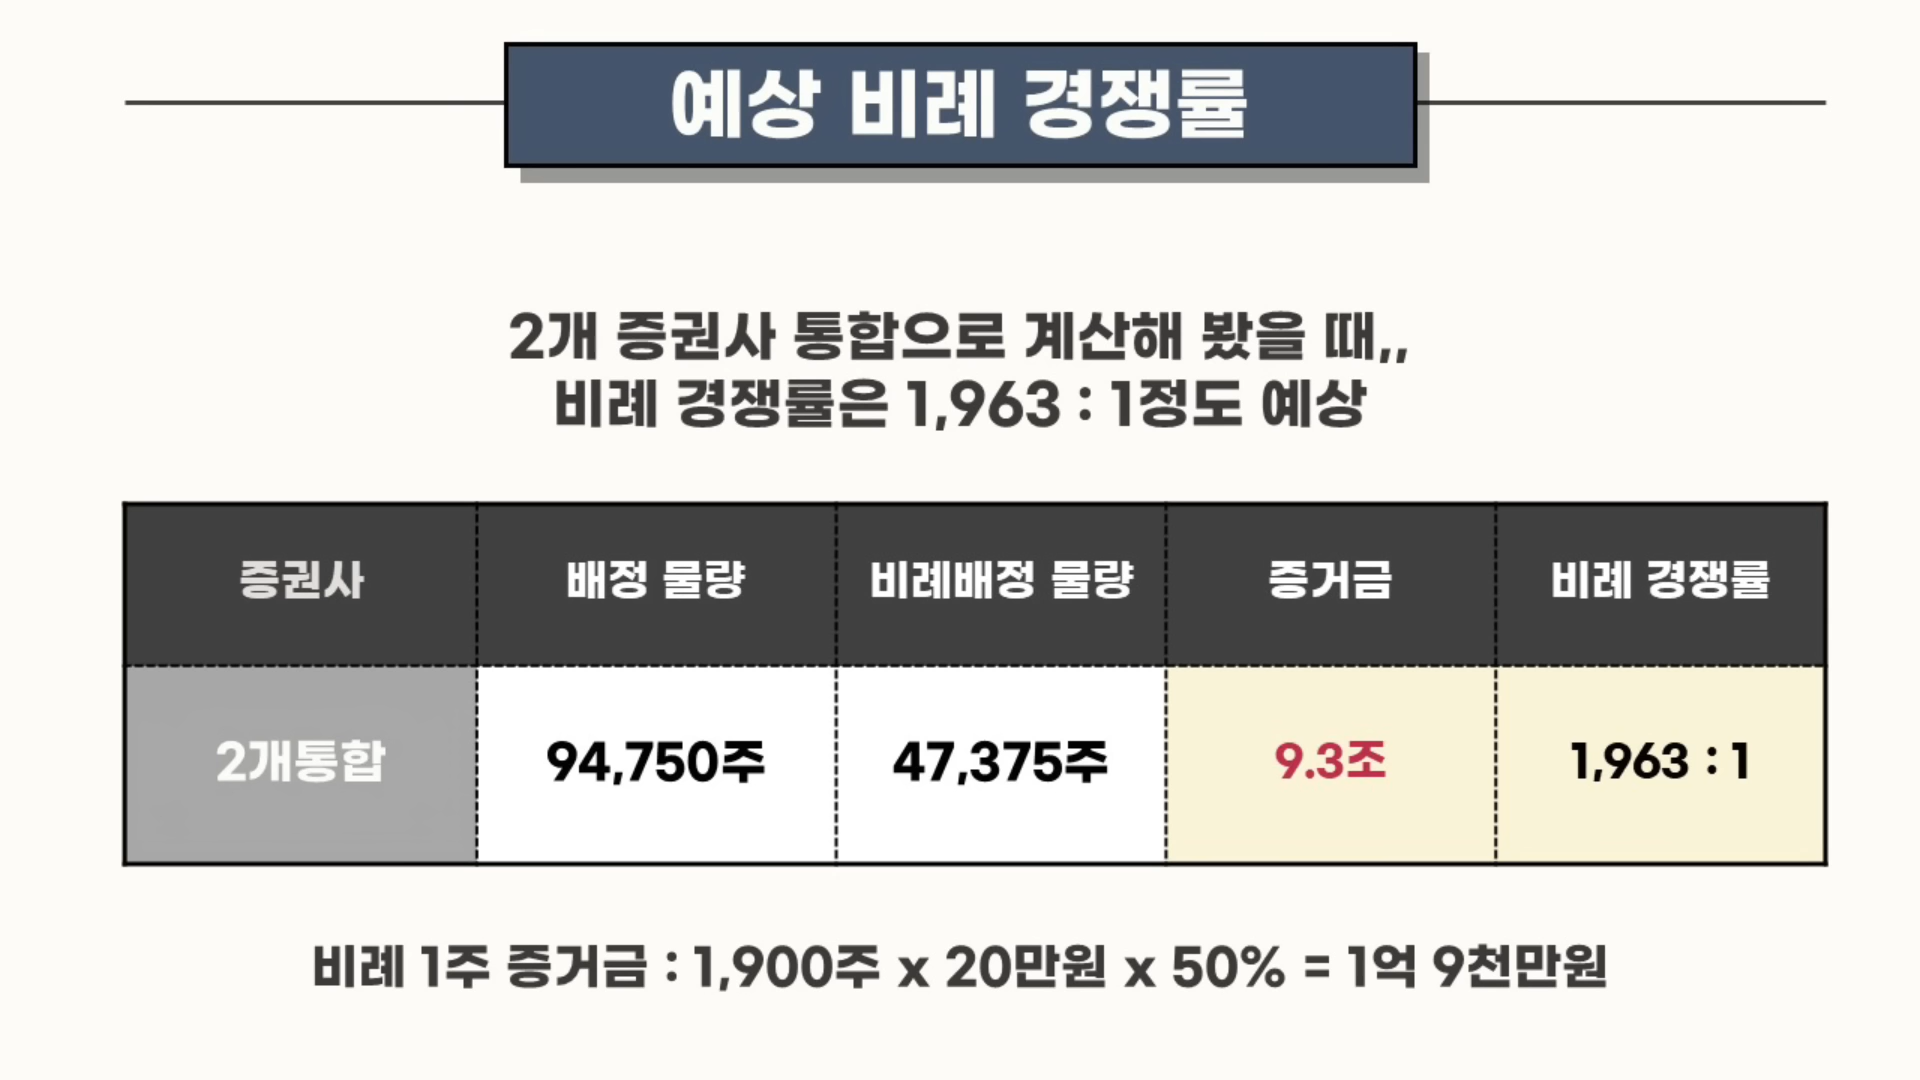 예상 비례 경쟁률
2개 증권사 통합으로 계산해 봤을 때,,
비례 경쟁률은 1,963 : 1정도 예상
증권사 배정 물량 비례배정 물량 증거금 비례 경쟁률
2개통합 94,750주 47,375주 9.3조 1,963 : 1
비례 1주 증거금 : 1,900주 x 20만원 x 50% = 1억 9천만원